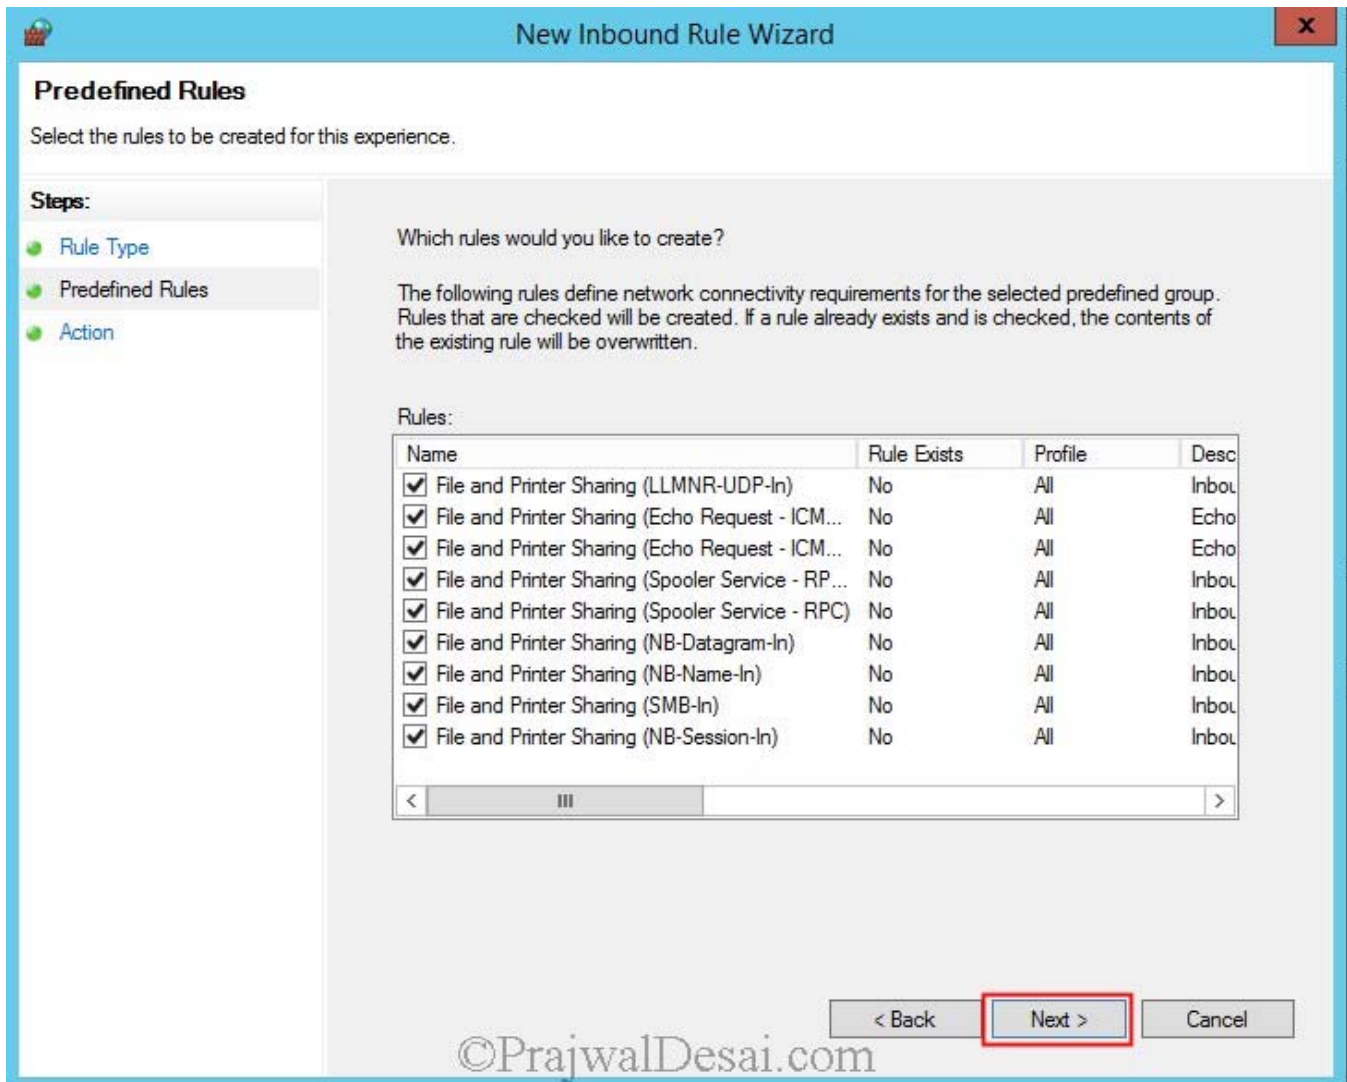 New Inbound Rule Wizard
x
Predefined Rules
Select the rules to be created for this experience.
Steps:
Rule Type
Predefined Rules
Action
Which rules would you like to create?
The following rules define network connectivity requirements for the selected predefined group.
Rules that are checked will be created. If a rule already exists and is checked, the contents of
the existing rule will be overwritten.
Rules:
Name Rule Exists Profile Desc
File and Printer Sharing (LLMNR-UDP-In) No All Inbou
File and Printer Sharing (Echo Request - ICM... No All Echo
File and Printer Sharing (Echo Request - ICM... No All Echo
File and Printer Sharing (Spooler Service - RP... No All Inbou
File and Printer Sharing (Spooler Service - RPC) No All Inbou
File and Printer Sharing (NB-Datagram-In) No All Inbou
File and Printer Sharing (NB-Name-In) No All Inbou
File and Printer Sharing (SMB-In) No All Inbou
File and Printer Sharing (NB-Session-In) No All Inbou
< Back Next > Cancel
©PrajwalDesai.com